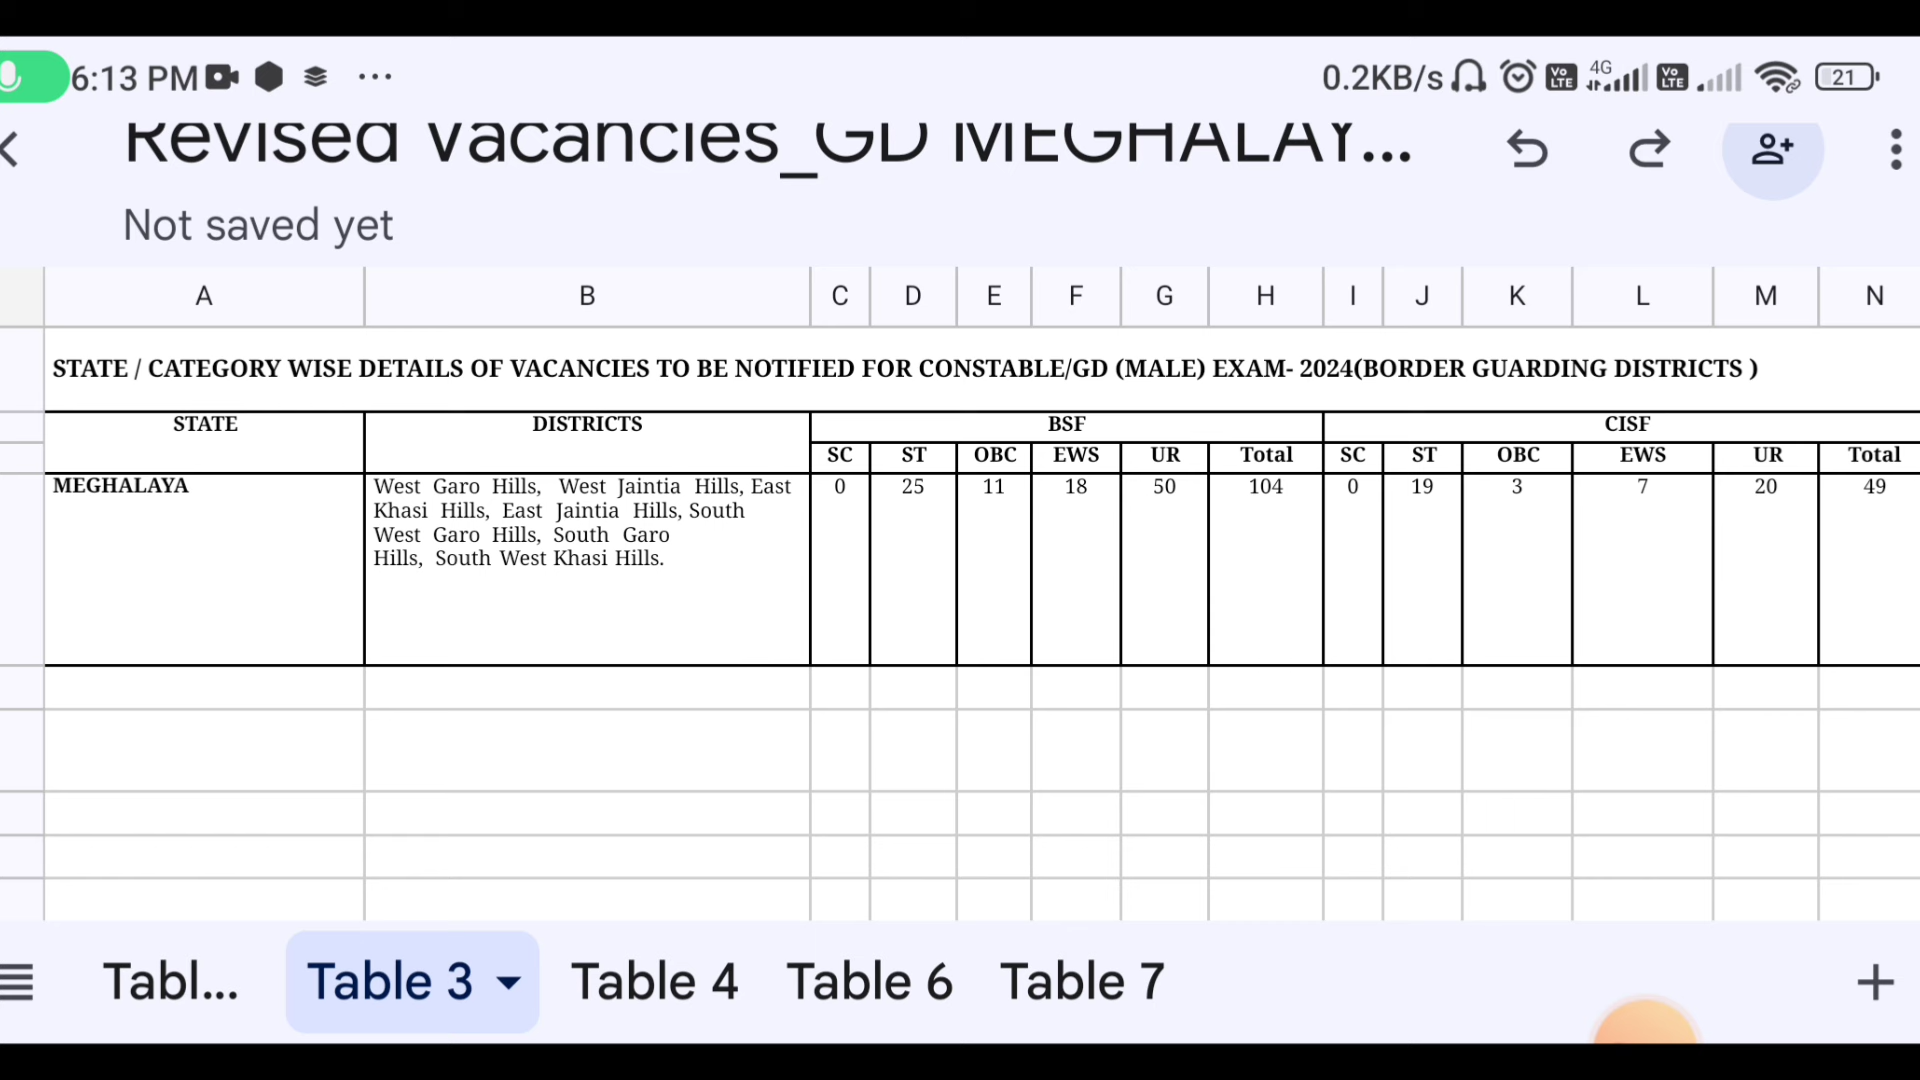 6:13 PM ... 0.2KB/s Vo LTE 4G Vo LTE 21
Revised Vacancies_GD MEGHALAY...
Not saved yet
A B C D E F G H I J K L M N
STATE / CATEGORY WISE DETAILS OF VACANCIES TO BE NOTIFIED FOR CONSTABLE/GD (MALE) EXAM- 2024(BORDER GUARDING DISTRICTS )
STATE DISTRICTS BSF CISF
SC ST OBC EWS UR Total SC ST OBC EWS UR Total
MEGHALAYA West Garo Hills, West Jaintia Hills, East 0 25 11 18 50 104 0 19 3 7 20 49
Khasi Hills, East Jaintia Hills, South
West Garo Hills, South Garo
Hills, South West Khasi Hills.
Tabl... Table 3 Table 4 Table 6 Table 7